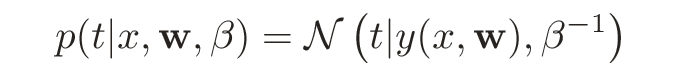 p(t|x, w, β) = 𝒩 (t|y(x, w), β⁻¹)